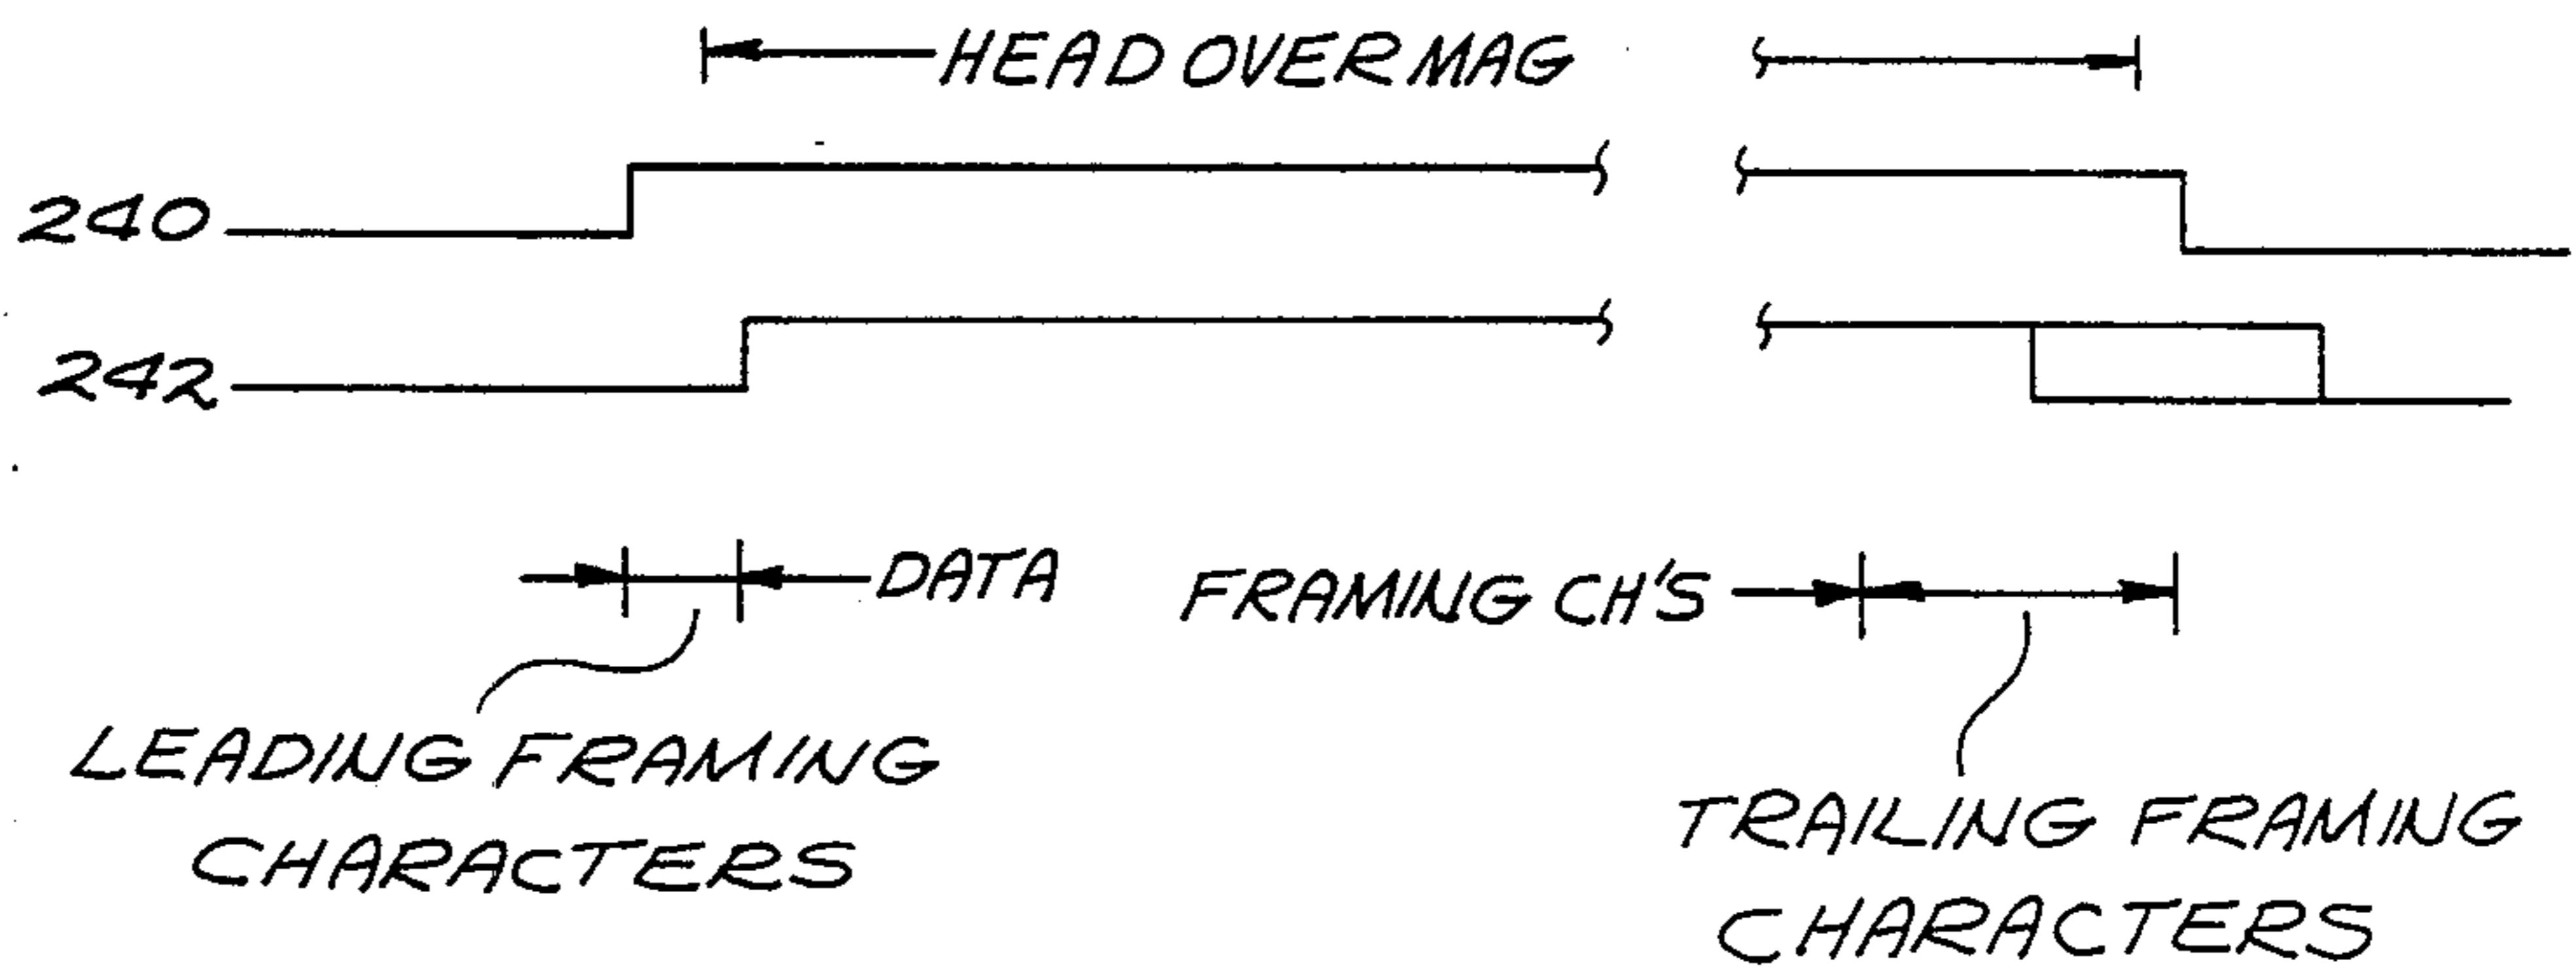 HEAD OVER MAG
240
242
DATA
FRAMING CH'S
LEADING FRAMING
CHARACTERS
TRAILING FRAMING
CHARACTERS